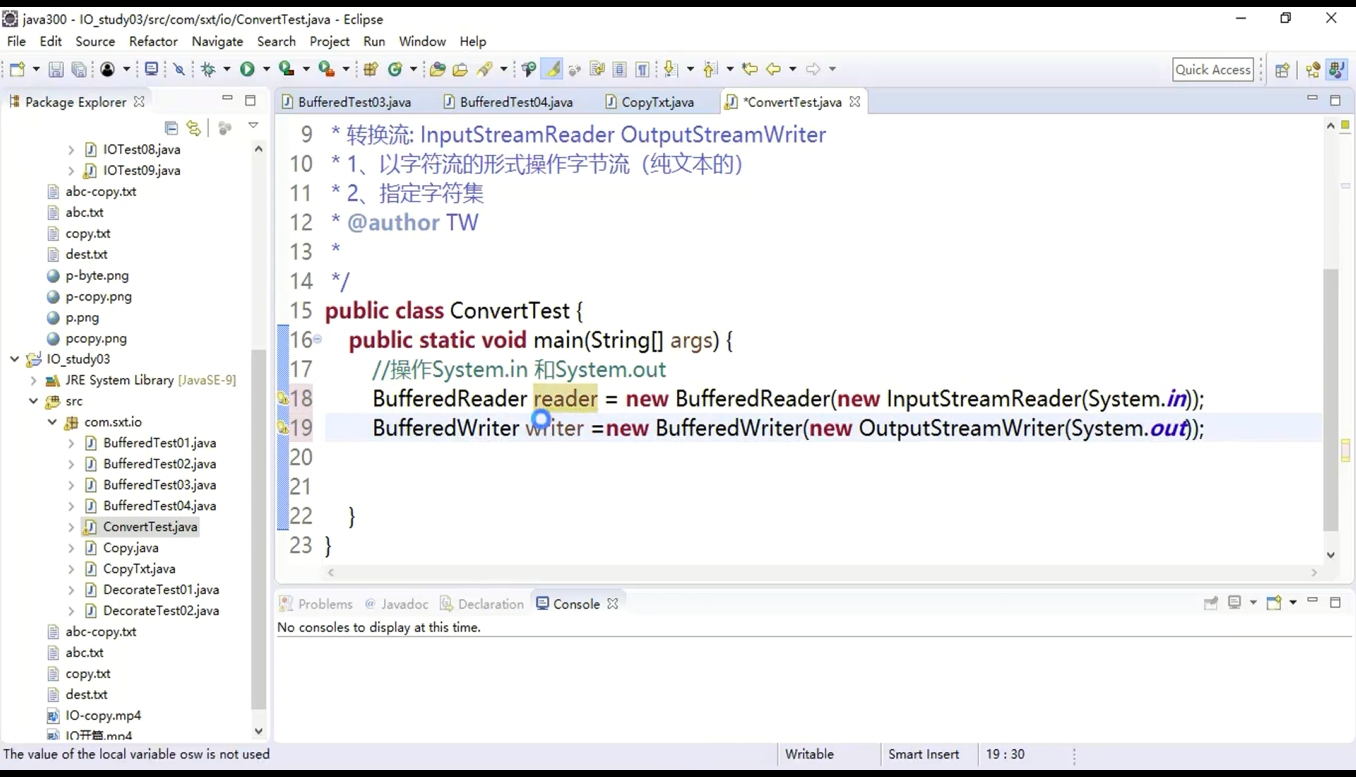 java300 - IO_study03/src/com/sxt/io/ConvertTest.java - Eclipse
File Edit Source Refactor Navigate Search Project Run Window Help
Quick Access
Package Explorer
IOTest08.java
IOTest09.java
abc-copy.txt
abc.txt
copy.txt
dest.txt
p-byte.png
p-copy.png
p.png
pcopy.png
IO_study03
JRE System Library [JavaSE-9]
src
com.sxt.io
BufferedTest01.java
BufferedTest02.java
BufferedTest03.java
BufferedTest04.java
ConvertTest.java
Copy.java
CopyTxt.java
DecorateTest01.java
DecorateTest02.java
abc-copy.txt
abc.txt
copy.txt
dest.txt
IO-copy.mp4
IO开篇.mp4
BufferedTest03.java BufferedTest04.java CopyTxt.java *ConvertTest.java
9 * 转换流: InputStreamReader OutputStreamWriter
10 * 1、以字符流的形式操作字节流（纯文本的）
11 * 2、指定字符集
12 * @author TW
13 *
14 */
15 public class ConvertTest {
16 public static void main(String[] args) {
17 //操作System.in 和System.out
18 BufferedReader reader = new BufferedReader(new InputStreamReader(System.in));
19 BufferedWriter writer =new BufferedWriter(new OutputStreamWriter(System.out));
20
21
22 }
23 }
Problems @ Javadoc Declaration Console
No consoles to display at this time.
The value of the local variable osw is not used Writable Smart Insert 19 : 30